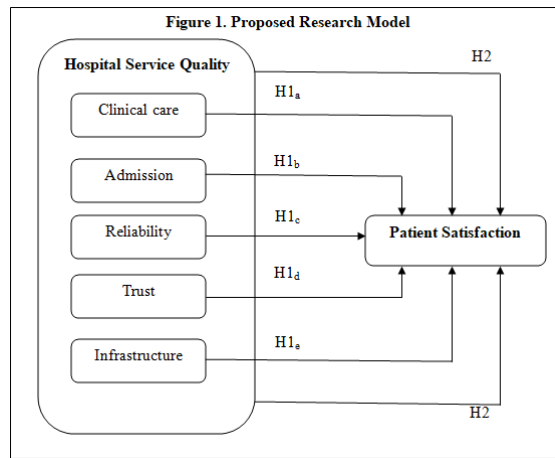 Figure 1. Proposed Research Model
H2
Hospital Service Quality
H1a
Clinical care
H1b
Admission
H1c
Reliability
Patient Satisfaction
H1d
Trust
H1e
Infrastructure
H2